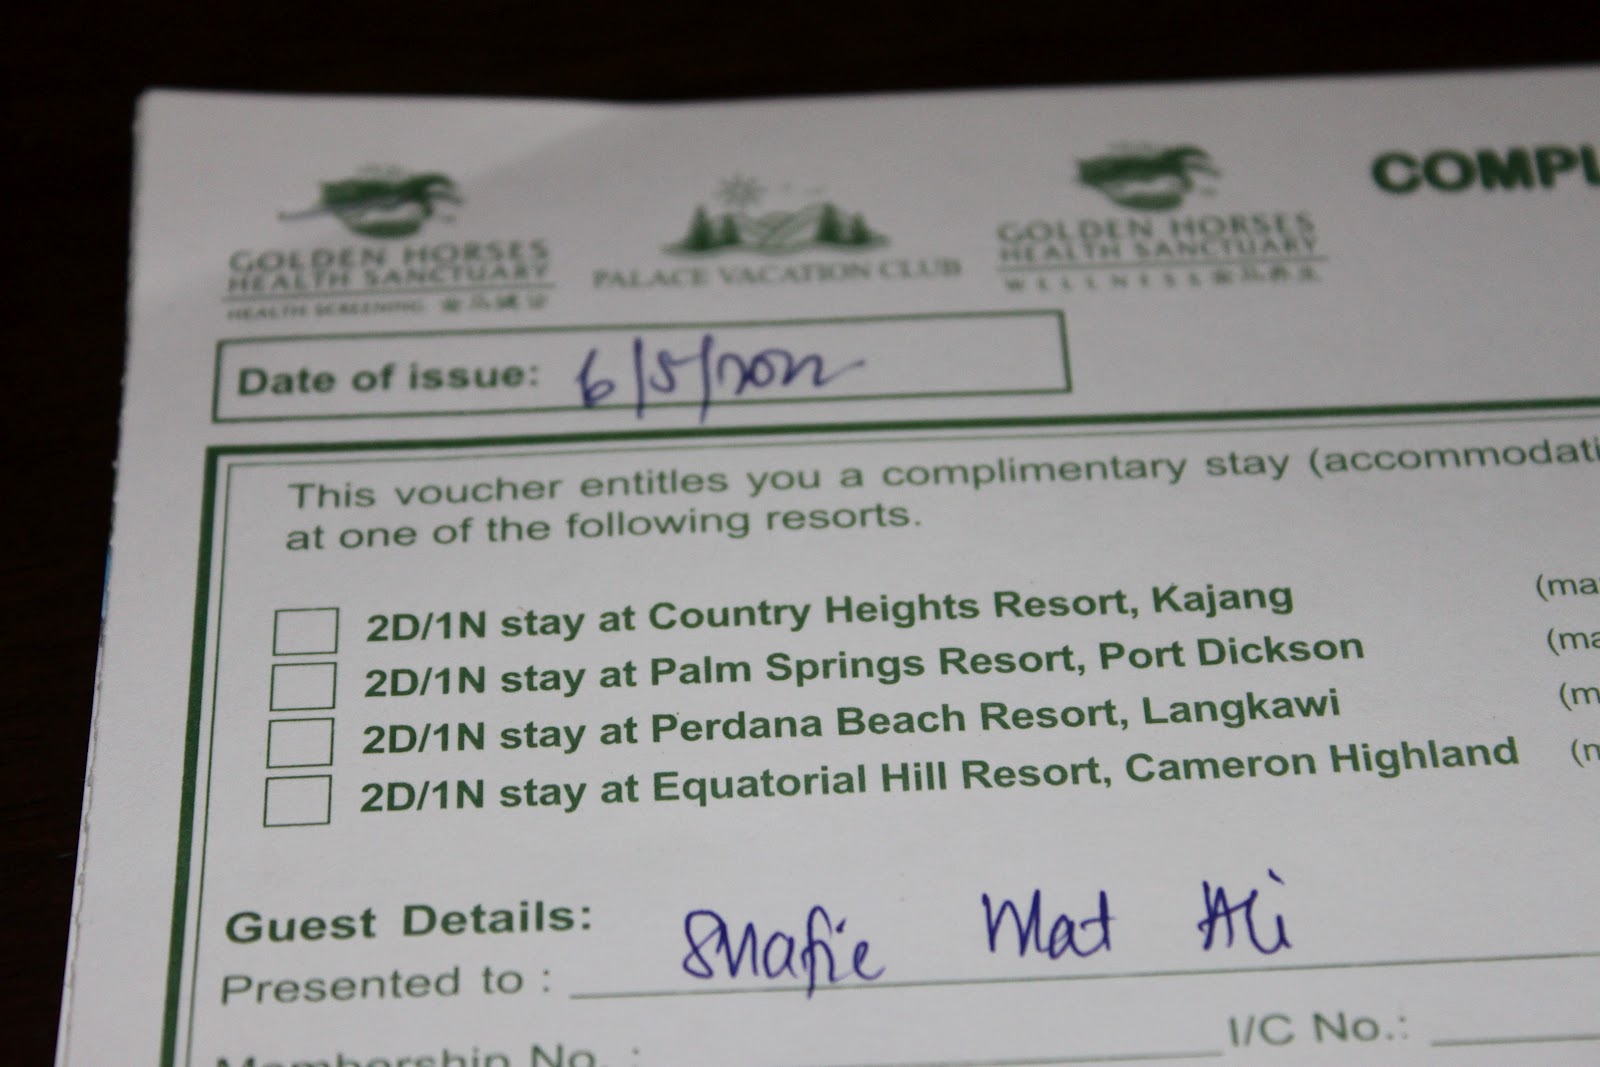 GOLDEN HORSES
HEALTH SANCTUARY
HEALTH SCREENING
PALACE VACATION CLUB
GOLDEN HORSES
HEALTH SANCTUARY
WELLNESS
COMPL
Date of issue: 6/5/2012
This voucher entitles you a complimentary stay (accommodati
at one of the following resorts.
2D/1N stay at Country Heights Resort, Kajang (ma
2D/1N stay at Palm Springs Resort, Port Dickson (ma
2D/1N stay at Perdana Beach Resort, Langkawi (m
2D/1N stay at Equatorial Hill Resort, Cameron Highland (m
Guest Details:
Presented to : Shafie Mat Ali
Membership No. :
I/C No.: